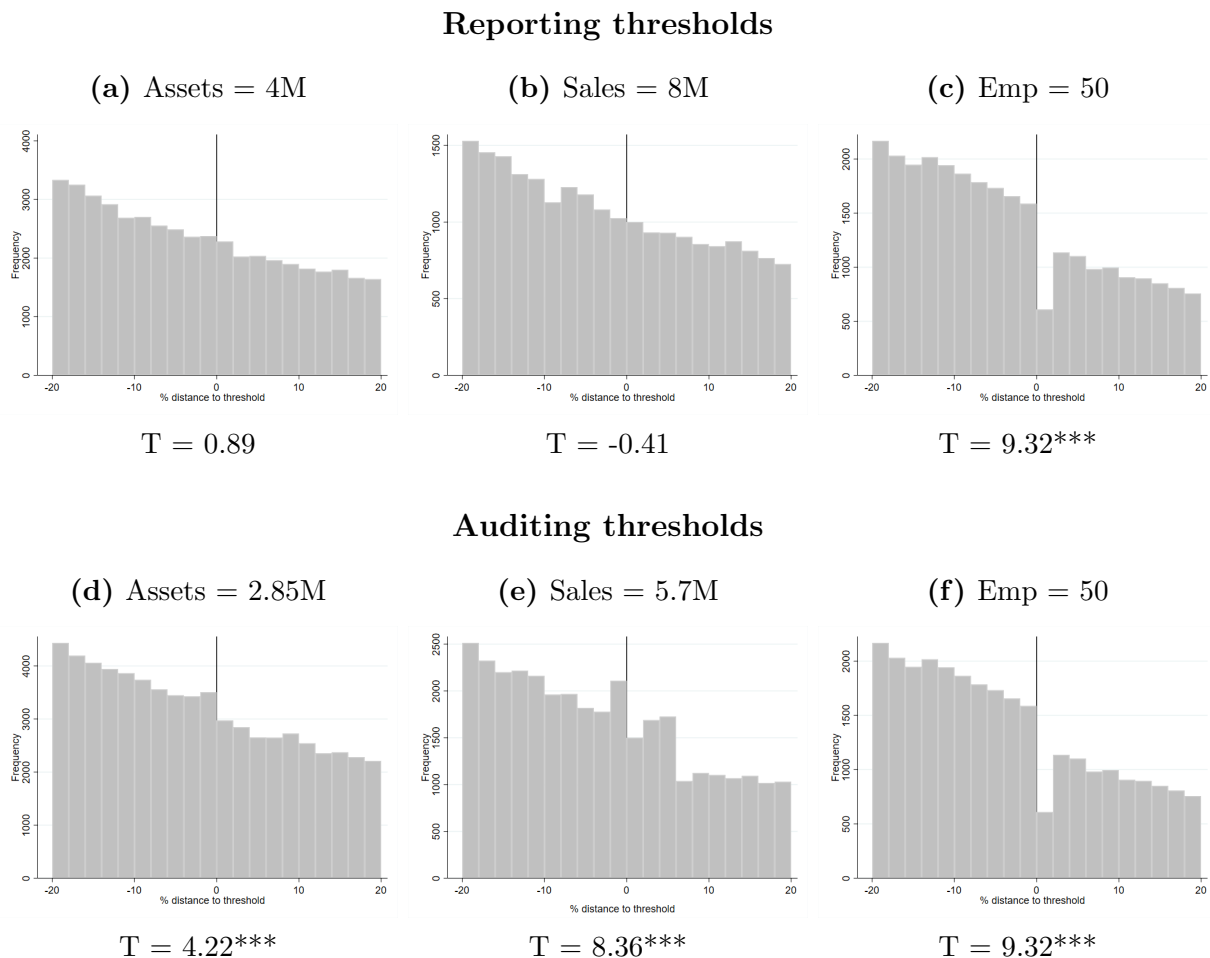 Reporting thresholds
(a) Assets = 4M
(b) Sales = 8M
(c) Emp = 50
Frequency
0 1000 2000 3000 4000
-20 -10 0 10 20
% distance to threshold
Frequency
0 500 1000 1500
-20 -10 0 10 20
% distance to threshold
Frequency
0 500 1000 1500 2000
-20 -10 0 10 20
% distance to threshold
T = 0.89
T = -0.41
T = 9.32***
Auditing thresholds
(d) Assets = 2.85M
(e) Sales = 5.7M
(f) Emp = 50
Frequency
0 1000 2000 3000 4000
-20 -10 0 10 20
% distance to threshold
Frequency
0 500 1000 1500 2000 2500
-20 -10 0 10 20
% distance to threshold
Frequency
0 500 1000 1500 2000
-20 -10 0 10 20
% distance to threshold
T = 4.22***
T = 8.36***
T = 9.32***